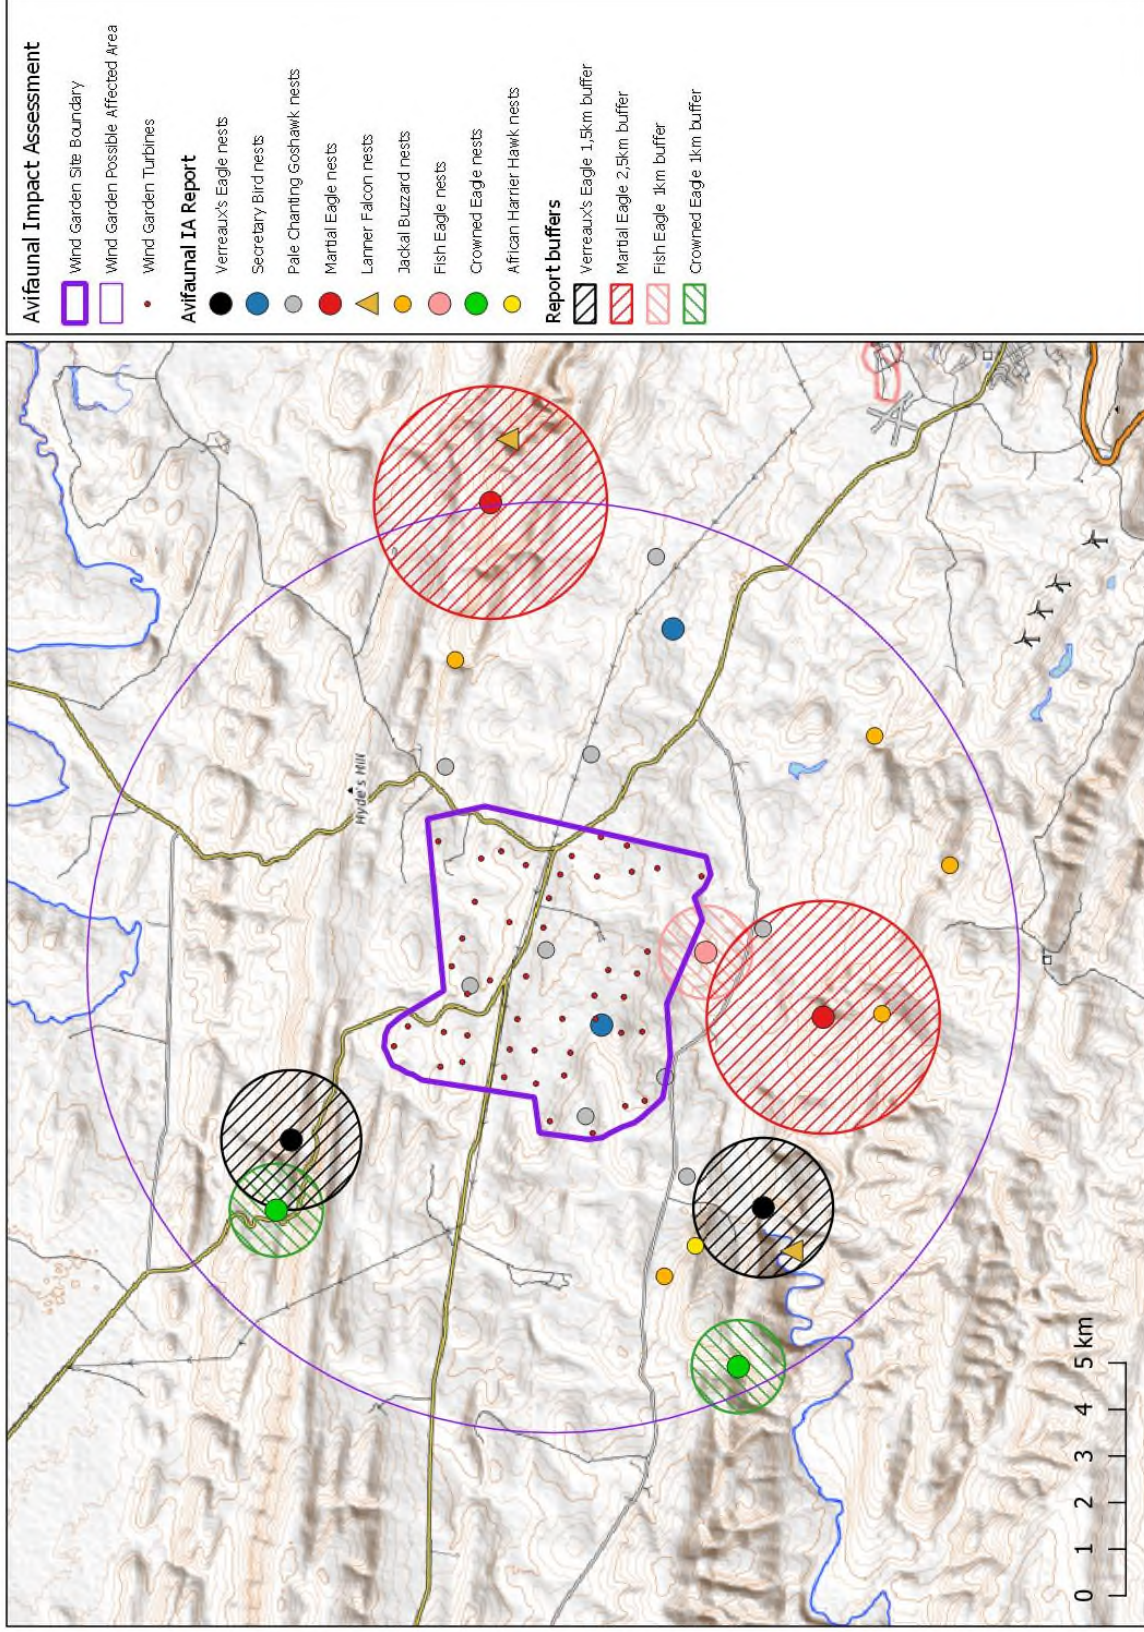 Avifaunal Impact Assessment
Wind Garden Site Boundary
Wind Garden Possible Affected Area
Wind Garden Turbines
Avifaunal IA Report
Verreaux's Eagle nests
Secretary Bird nests
Pale Chanting Goshawk nests
Martial Eagle nests
Lanner Falcon nests
Jackal Buzzard nests
Fish Eagle nests
Crowned Eagle nests
African Harrier Hawk nests
Report buffers
Verreaux's Eagle 1,5km buffer
Martial Eagle 2,5km buffer
Fish Eagle 1km buffer
Crowned Eagle 1km buffer
Hyde's Hill
0 1 2 3 4 5 km